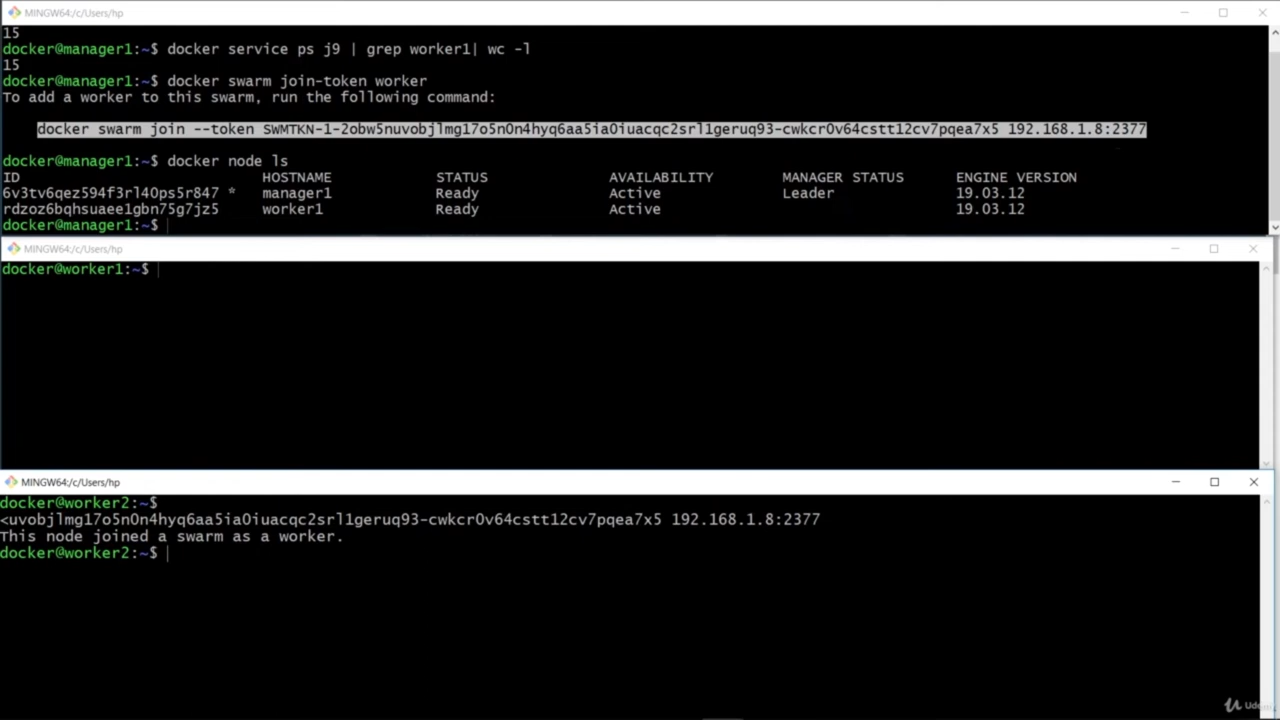 MINGW64:/c/Users/hp
15
docker@manager1:~$ docker service ps j9 | grep worker1| wc -l
15
docker@manager1:~$ docker swarm join-token worker
To add a worker to this swarm, run the following command:
docker swarm join --token SWMTKN-1-2obw5nuvobjlmg17o5n0n4hyq6aa5ia0iuacqc2srl1geruq93-cwkcr0v64cstt12cv7pqea7x5 192.168.1.8:2377
docker@manager1:~$ docker node ls
ID HOSTNAME STATUS AVAILABILITY MANAGER STATUS ENGINE VERSION
6v3tv6qez594f3rl40ps5r847 * manager1 Ready Active Leader 19.03.12
rdzoz6bqhsuaee1gbn75g7jz5 worker1 Ready Active 19.03.12
docker@manager1:~$
MINGW64:/c/Users/hp
docker@worker1:~$
MINGW64:/c/Users/hp
docker@worker2:~$
<uvobjlmg17o5n0n4hyq6aa5ia0iuacqc2srl1geruq93-cwkcr0v64cstt12cv7pqea7x5 192.168.1.8:2377
This node joined a swarm as a worker.
docker@worker2:~$